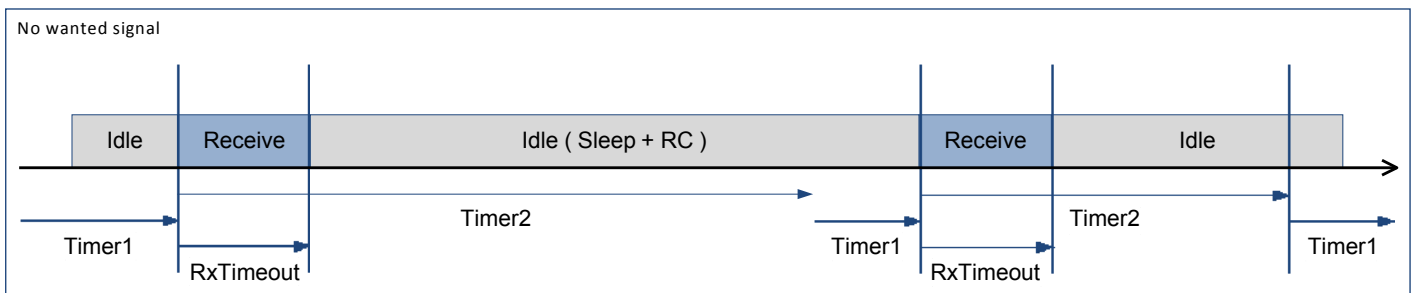 No wanted signal
Idle
Receive
Idle ( Sleep + RC )
Receive
Idle
Timer2
Timer2
Timer1
Timer1
Timer1
RxTimeout
RxTimeout